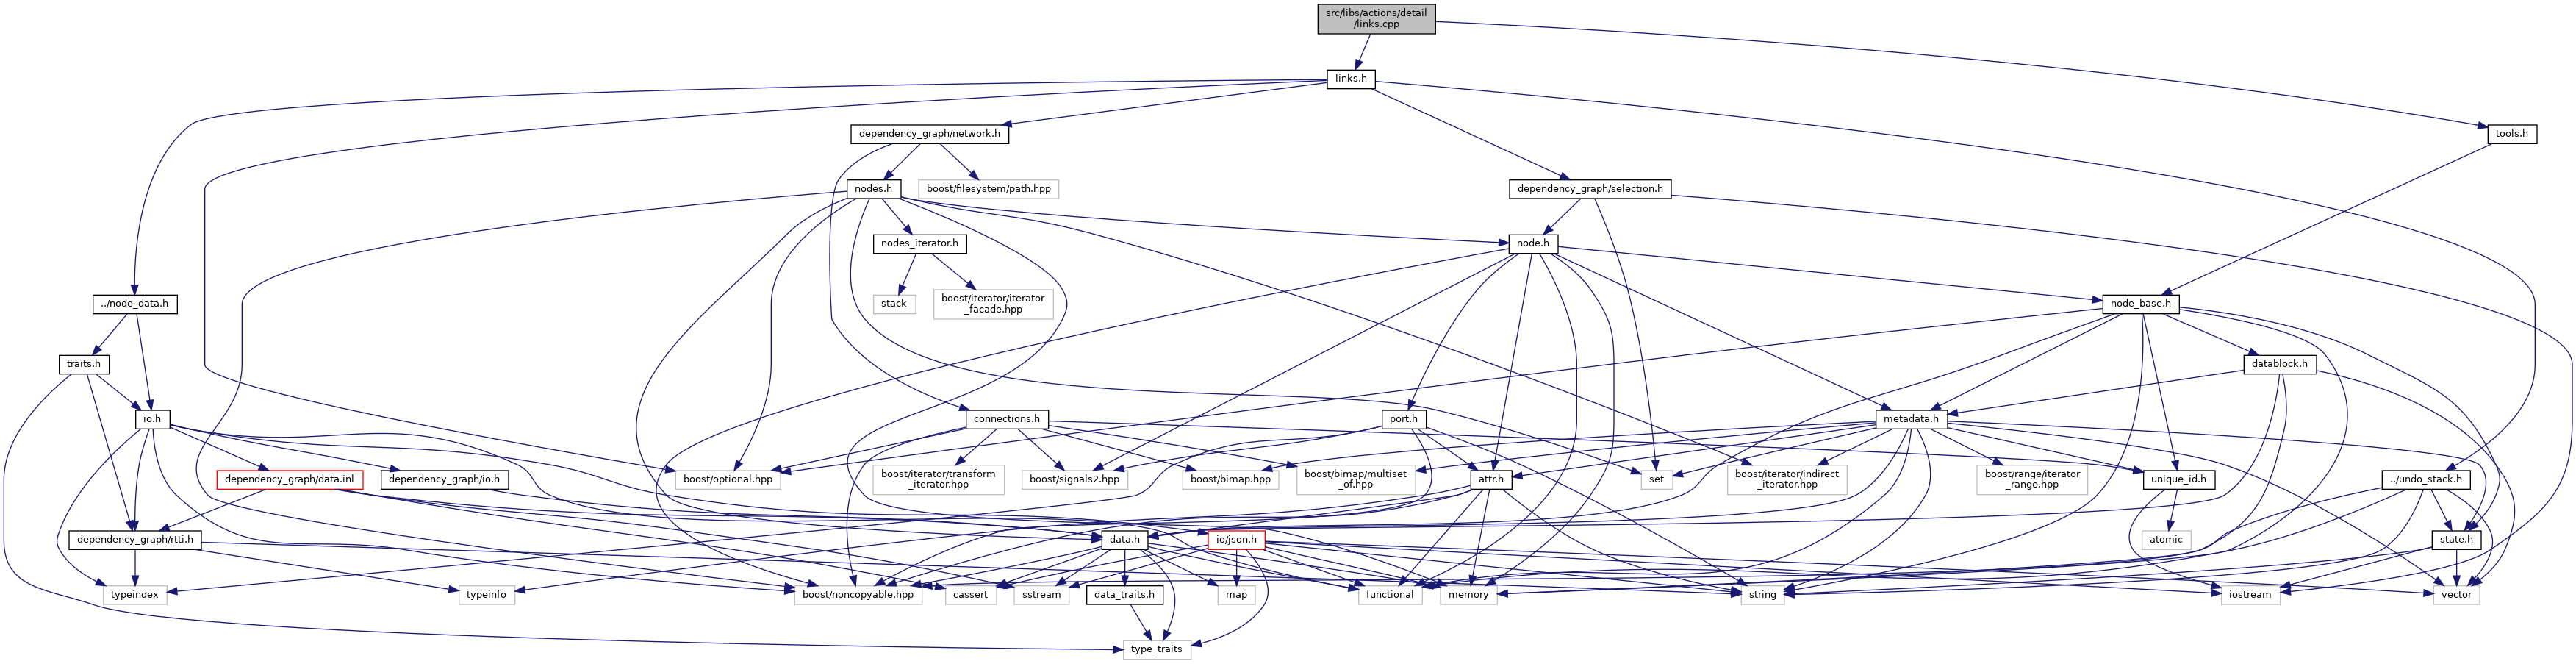 src/libs/actions/detail
/links.cpp
links.h
dependency_graph/network.h
tools.h
nodes.h
boost/filesystem/path.hpp
dependency_graph/selection.h
nodes_iterator.h
node.h
../node_data.h
stack
boost/iterator/iterator
_facade.hpp
node_base.h
traits.h
datablock.h
io.h
connections.h
port.h
metadata.h
dependency_graph/data.inl
dependency_graph/io.h
boost/optional.hpp
boost/iterator/transform
_iterator.hpp
boost/signals2.hpp
boost/bimap.hpp
boost/bimap/multiset
_of.hpp
attr.h
set
boost/iterator/indirect
_iterator.hpp
boost/range/iterator
_range.hpp
unique_id.h
../undo_stack.h
dependency_graph/rtti.h
data.h
io/json.h
atomic
state.h
typeindex
typeinfo
boost/noncopyable.hpp
cassert
sstream
data_traits.h
map
functional
memory
string
iostream
vector
type_traits